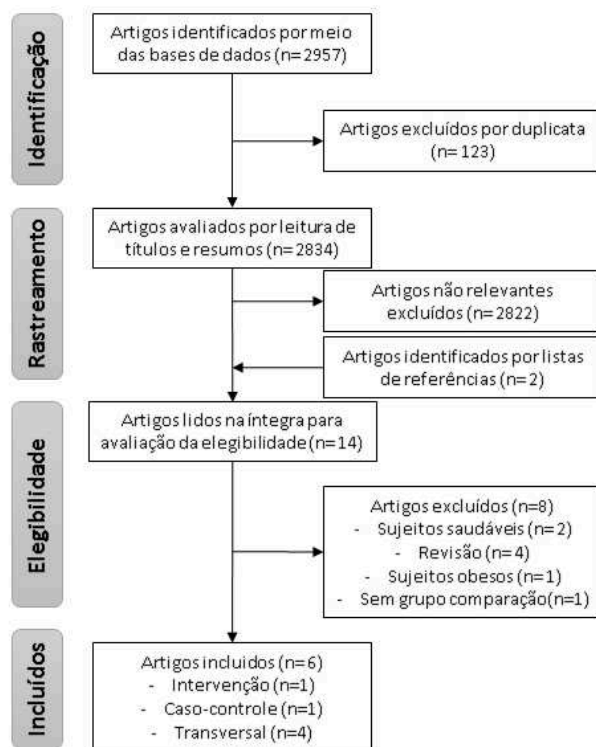 Identificação
Artigos identificados por meio
das bases de dados (n= 2957)
Artigos excluídos por duplicata
(n= 123)
Rastreamento
Artigos avaliados por leitura de
títulos e resumos (n=2834)
Artigos não relevantes
excluídos (n=2822)
Artigos identificados por listas
de referências (n=2)
Elegibilidade
Artigos lidos na íntegra para
avaliação da elegibilidade (n=14)
Artigos excluídos (n=8)
- Sujeitos saudáveis (n=2)
- Revisão (n=4)
- Sujeitos obesos (n=1)
- Sem grupo comparação(n=1)
Incluídos
Artigos incluidos (n=6)
- Intervenção (n=1)
- Caso-controle (n=1)
- Transversal (n=4)